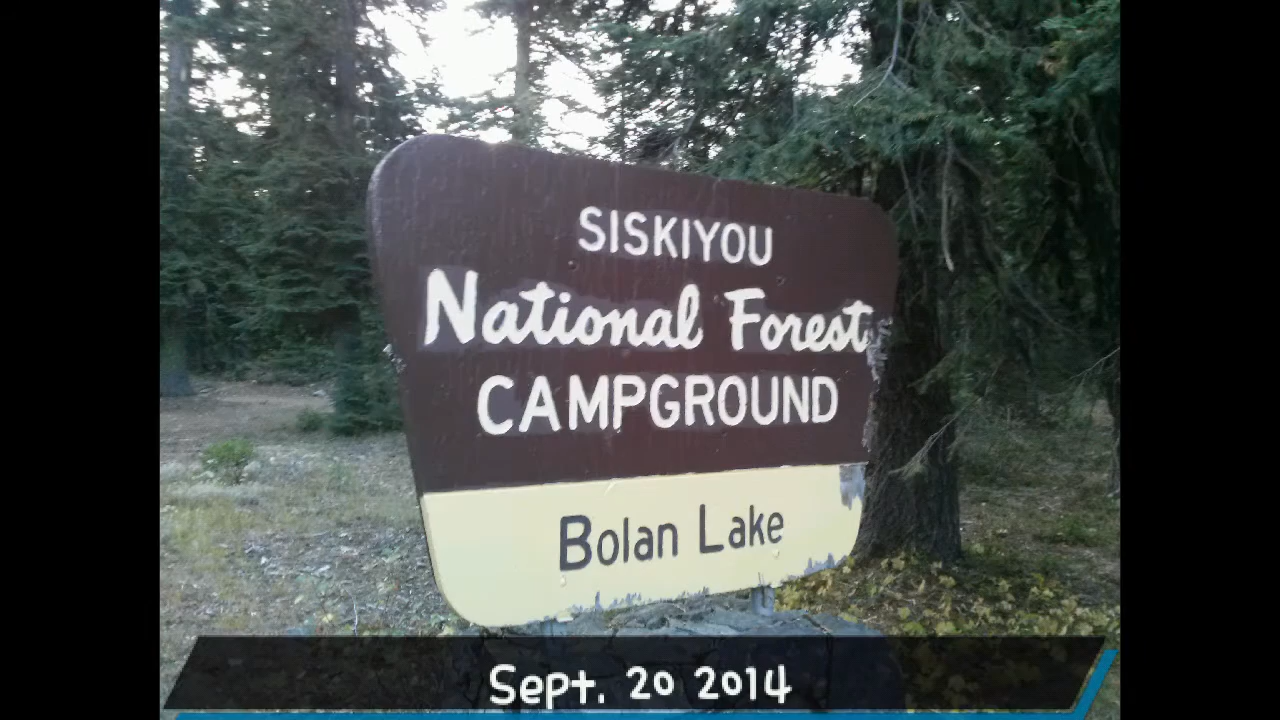 SISKIYOU
National Forest
CAMPGROUND
Bolan Lake
Sept. 20 2014